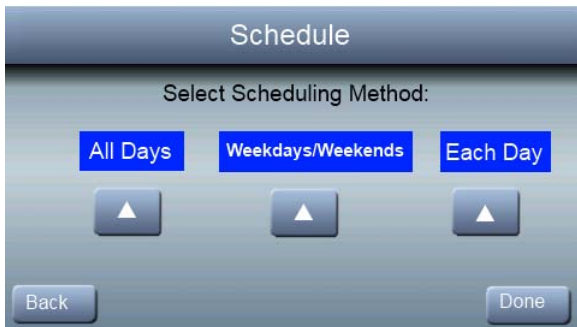 Schedule
Select Scheduling Method:
All Days Weekdays/Weekends Each Day
Back Done